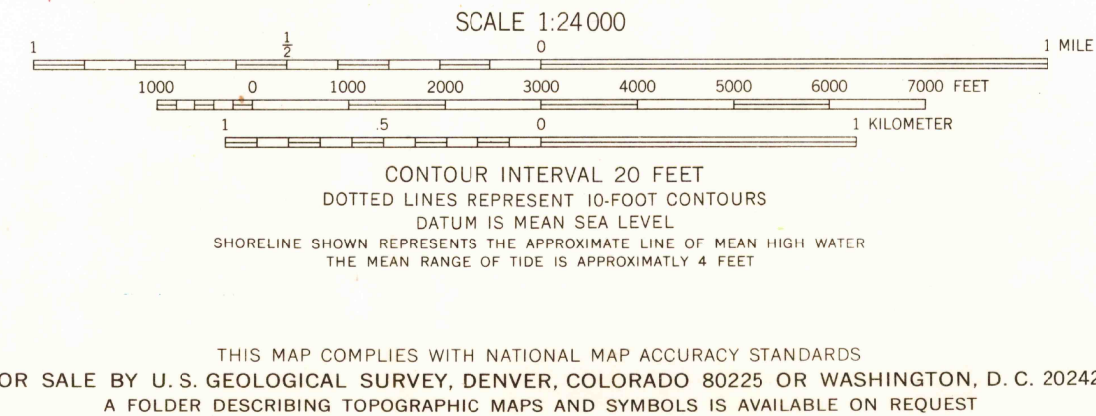 SCALE 1:24 000
1 ½ 0 1 MILE
1000 0 1000 2000 3000 4000 5000 6000 7000 FEET
1 .5 0 1 KILOMETER
CONTOUR INTERVAL 20 FEET
DOTTED LINES REPRESENT 10-FOOT CONTOURS
DATUM IS MEAN SEA LEVEL
SHORELINE SHOWN REPRESENTS THE APPROXIMATE LINE OF MEAN HIGH WATER
THE MEAN RANGE OF TIDE IS APPROXIMATLY 4 FEET
THIS MAP COMPLIES WITH NATIONAL MAP ACCURACY STANDARDS
OR SALE BY U. S. GEOLOGICAL SURVEY, DENVER, COLORADO 80225 OR WASHINGTON, D. C. 20242
A FOLDER DESCRIBING TOPOGRAPHIC MAPS AND SYMBOLS IS AVAILABLE ON REQUEST